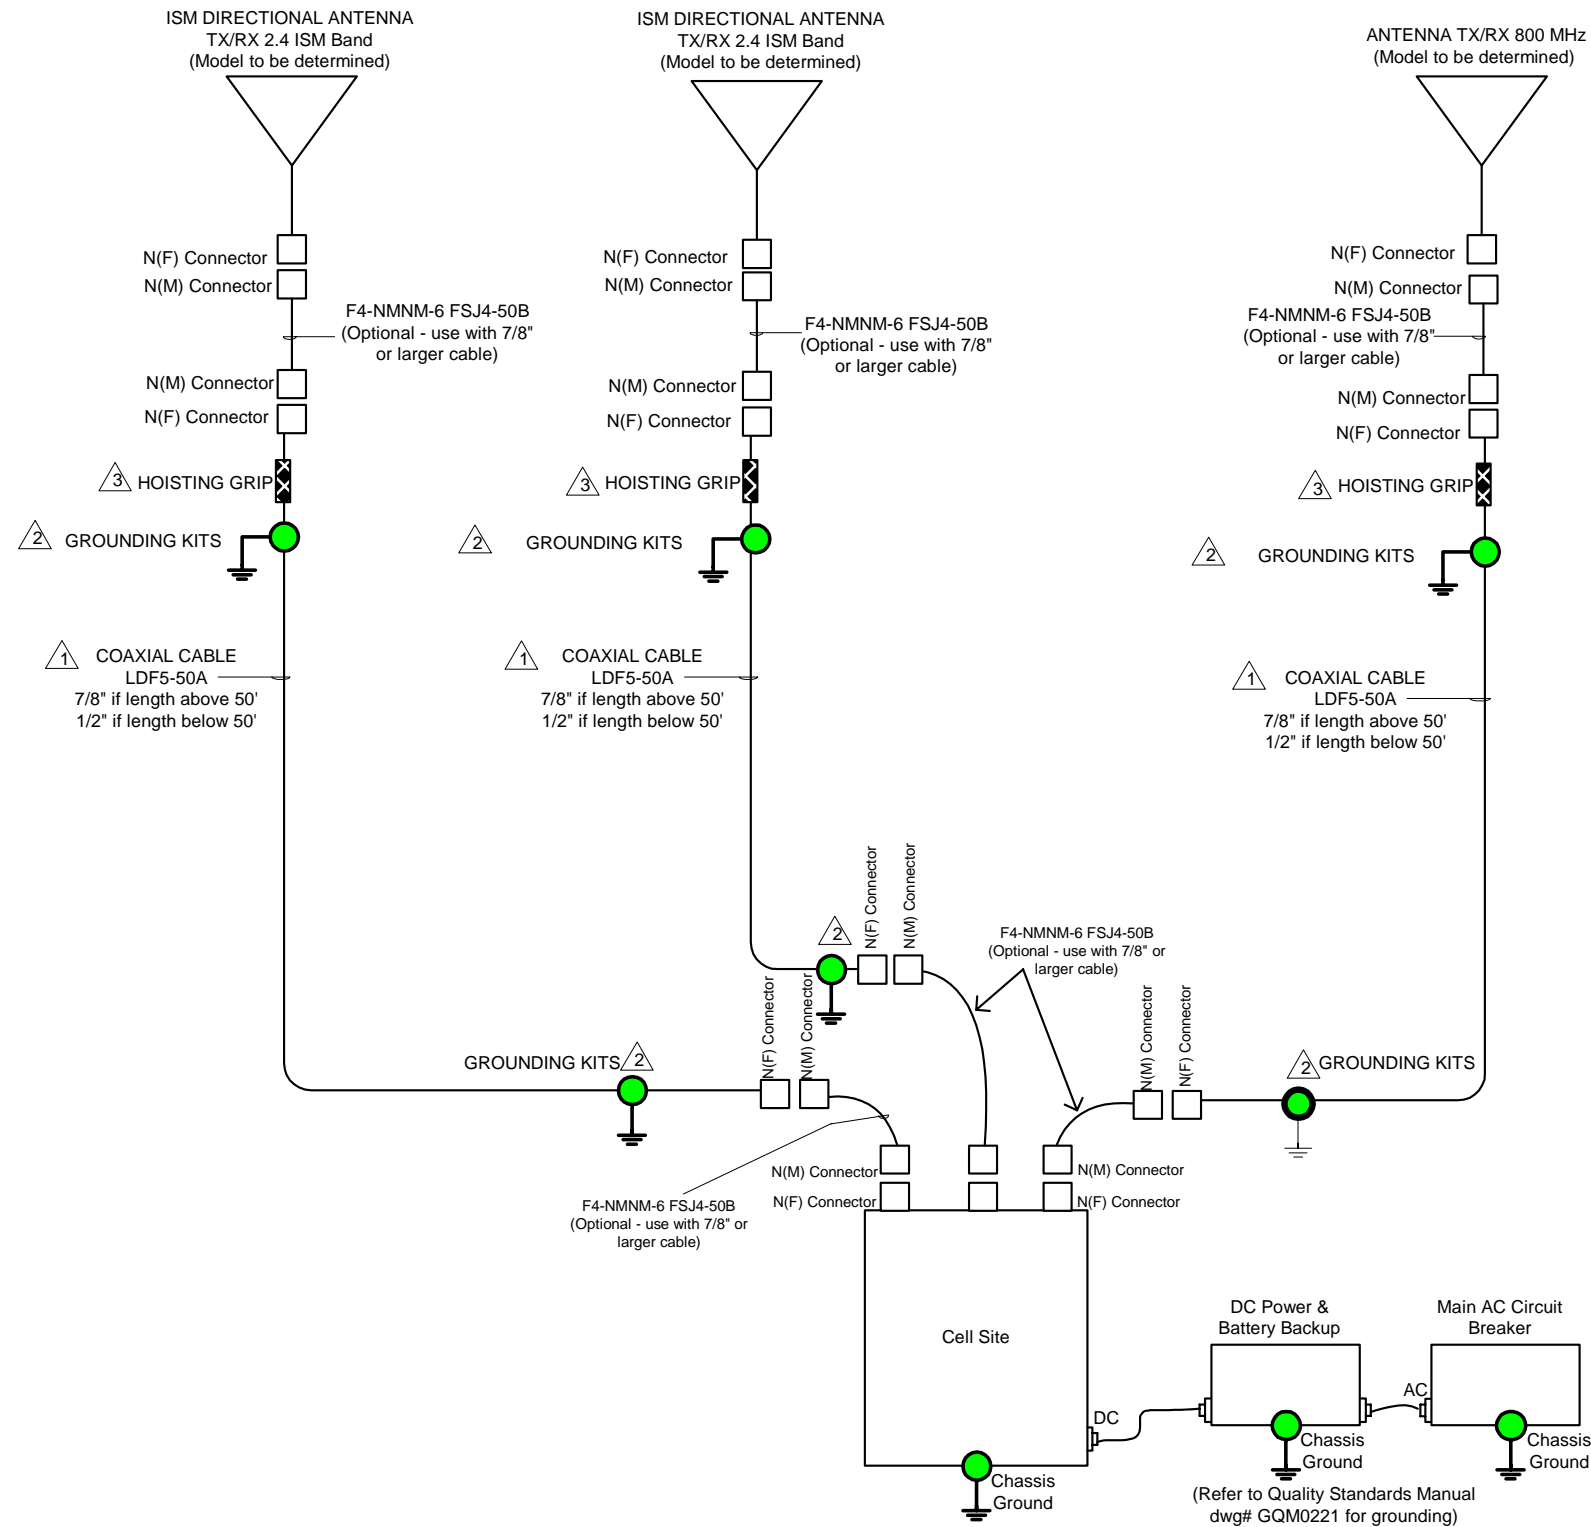 ISM DIRECTIONAL ANTENNA
TX/RX 2.4 ISM Band
(Model to be determined)
ISM DIRECTIONAL ANTENNA
TX/RX 2.4 ISM Band
(Model to be determined)
ANTENNA TX/RX 800 MHz
(Model to be determined)
N(F) Connector
N(M) Connector
F4-NMNM-6 FSJ4-50B
(Optional - use with 7/8"
or larger cable)
N(M) Connector
N(F) Connector
3 HOISTING GRIP
2 GROUNDING KITS
1 COAXIAL CABLE
LDF5-50A
7/8" if length above 50'
1/2" if length below 50'
N(F) Connector
N(M) Connector
F4-NMNM-6 FSJ4-50B
(Optional - use with 7/8"
or larger cable)
N(M) Connector
N(F) Connector
3 HOISTING GRIP
2 GROUNDING KITS
1 COAXIAL CABLE
LDF5-50A
7/8" if length above 50'
1/2" if length below 50'
N(F) Connector
N(M) Connector
F4-NMNM-6 FSJ4-50B
(Optional - use with 7/8"
or larger cable)
N(M) Connector
N(F) Connector
3 HOISTING GRIP
2 GROUNDING KITS
1 COAXIAL CABLE
LDF5-50A
7/8" if length above 50'
1/2" if length below 50'
2
N(F) Connector
N(M) Connector
F4-NMNM-6 FSJ4-50B
(Optional - use with 7/8" or
larger cable)
GROUNDING KITS 2
N(F) Connector
N(M) Connector
N(M) Connector
N(F) Connector
2 GROUNDING KITS
N(M) Connector
N(F) Connector
N(M) Connector
N(F) Connector
F4-NMNM-6 FSJ4-50B
(Optional - use with 7/8" or
larger cable)
Cell Site
DC
Chassis
Ground
DC Power &
Battery Backup
Chassis
Ground
AC
Main AC Circuit
Breaker
Chassis
Ground
(Refer to Quality Standards Manual
dwg# GQM0221 for grounding)